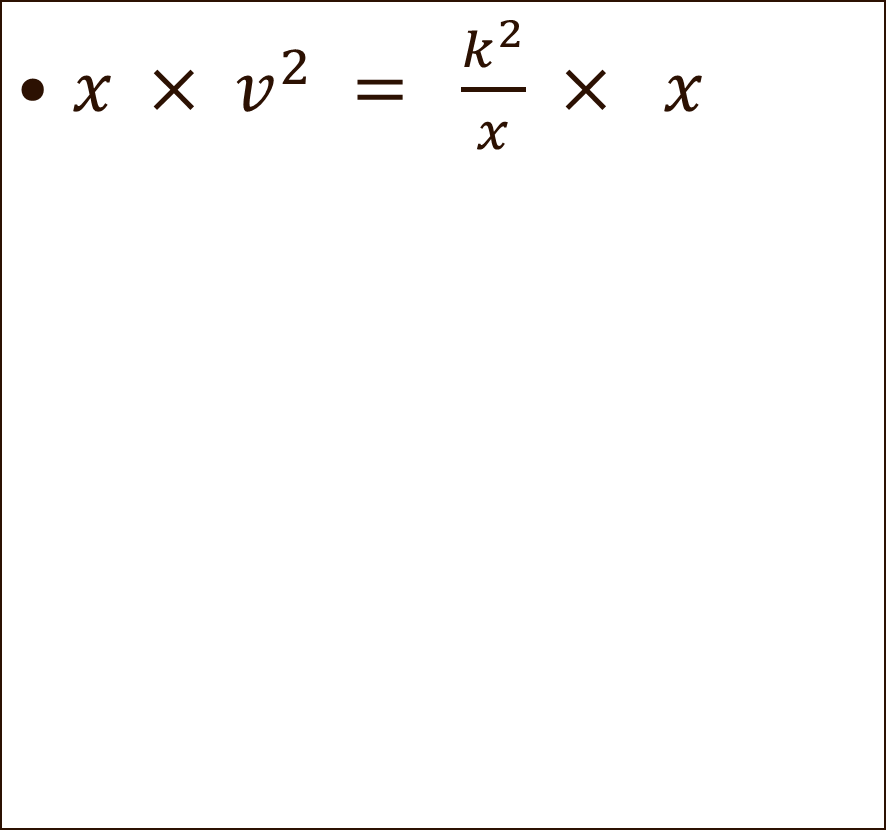 • x × v² = k²/x × x